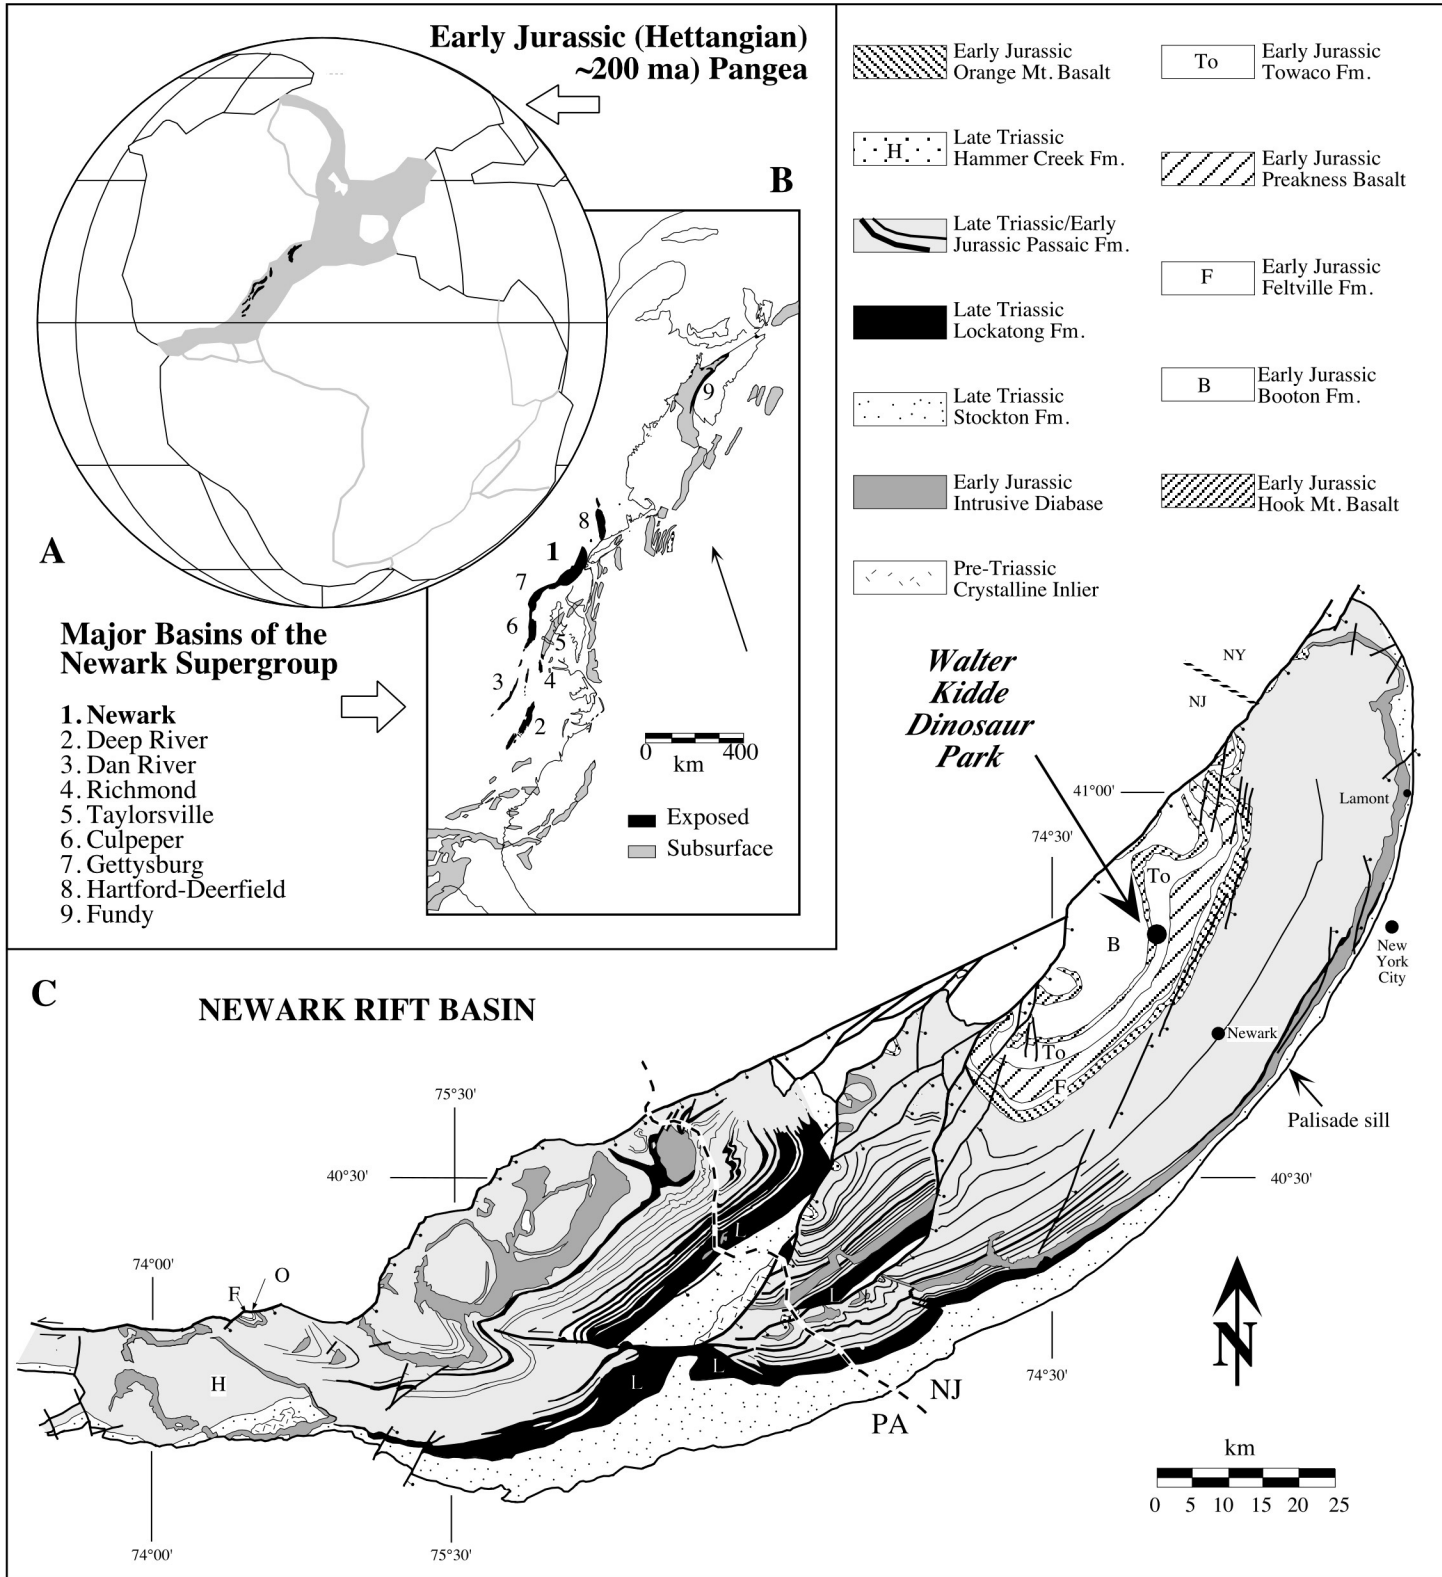 Early Jurassic (Hettangian)
~200 ma) Pangea
A
B
Major Basins of the
Newark Supergroup
1. Newark
2. Deep River
3. Dan River
4. Richmond
5. Taylorsville
6. Culpeper
7. Gettysburg
8. Hartford-Deerfield
9. Fundy
9
8
1
7
6
5
4
3
2
0 400
km
Exposed
Subsurface
Early Jurassic
Orange Mt. Basalt
H
Late Triassic
Hammer Creek Fm.
Late Triassic/Early
Jurassic Passaic Fm.
Late Triassic
Lockatong Fm.
Late Triassic
Stockton Fm.
Early Jurassic
Intrusive Diabase
Pre-Triassic
Crystalline Inlier
To
Early Jurassic
Towaco Fm.
Early Jurassic
Preakness Basalt
F
Early Jurassic
Feltville Fm.
B
Early Jurassic
Booton Fm.
Early Jurassic
Hook Mt. Basalt
C
NEWARK RIFT BASIN
Walter
Kidde
Dinosaur
Park
NY
NJ
41°00'
74°30'
Lamont
To
B
New
York
City
Newark
To
F
Palisade sill
75°30'
40°30'
40°30'
74°00'
F
O
H
L
L
L
L
NJ
PA
74°30'
N
km
0 5 10 15 20 25
74°00'
75°30'